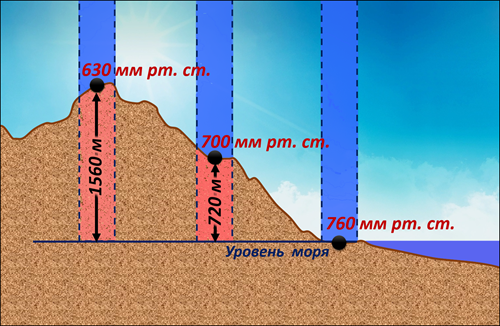 630 мм рт. ст.
1560 м
700 мм рт. ст.
720 м
760 мм рт. ст.
Уровень моря